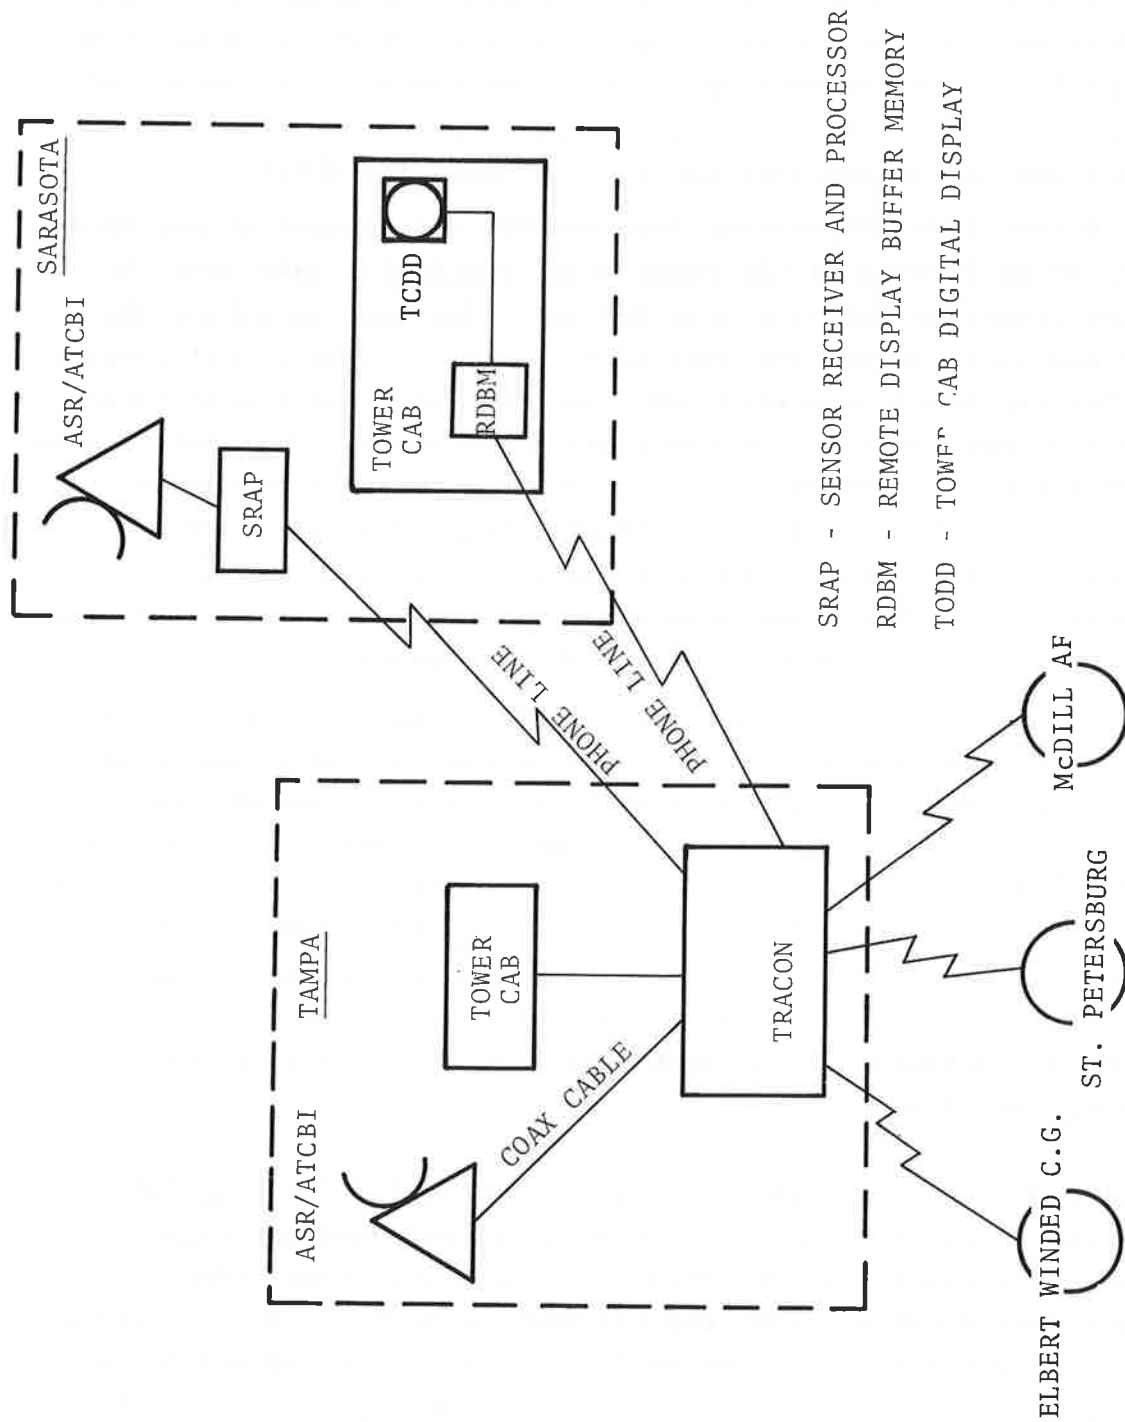 SARASOTA
ASR/ATCBI
SRAP
TOWER
CAB
TCDD
RDBM
PHONE LINE
PHONE LINE
TAMPA
ASR/ATCBI
TOWER
CAB
COAX CABLE
TRACON
ELBERT WINDED C.G.
ST. PETERSBURG
McDILL AF
SRAP - SENSOR RECEIVER AND PROCESSOR
RDBM - REMOTE DISPLAY BUFFER MEMORY
TODD - TOWER CAB DIGITAL DISPLAY